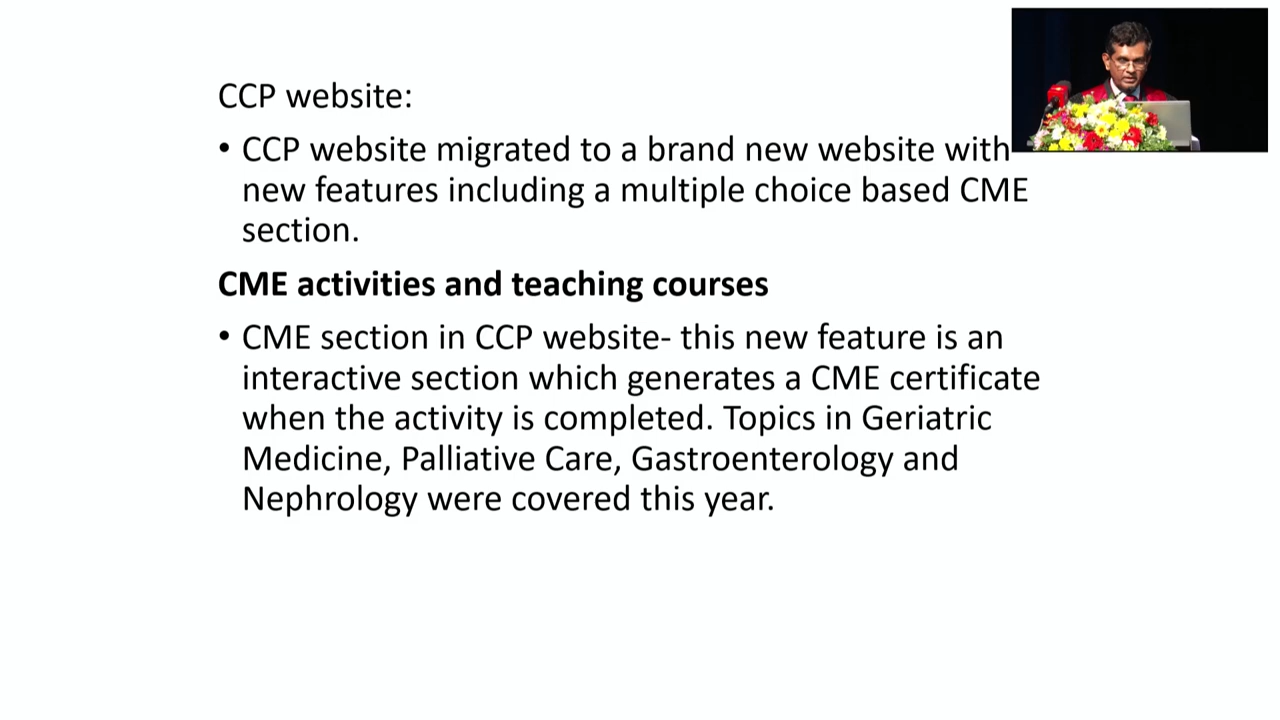 CCP website:
• CCP website migrated to a brand new website with
new features including a multiple choice based CME
section.
CME activities and teaching courses
• CME section in CCP website- this new feature is an
interactive section which generates a CME certificate
when the activity is completed. Topics in Geriatric
Medicine, Palliative Care, Gastroenterology and
Nephrology were covered this year.